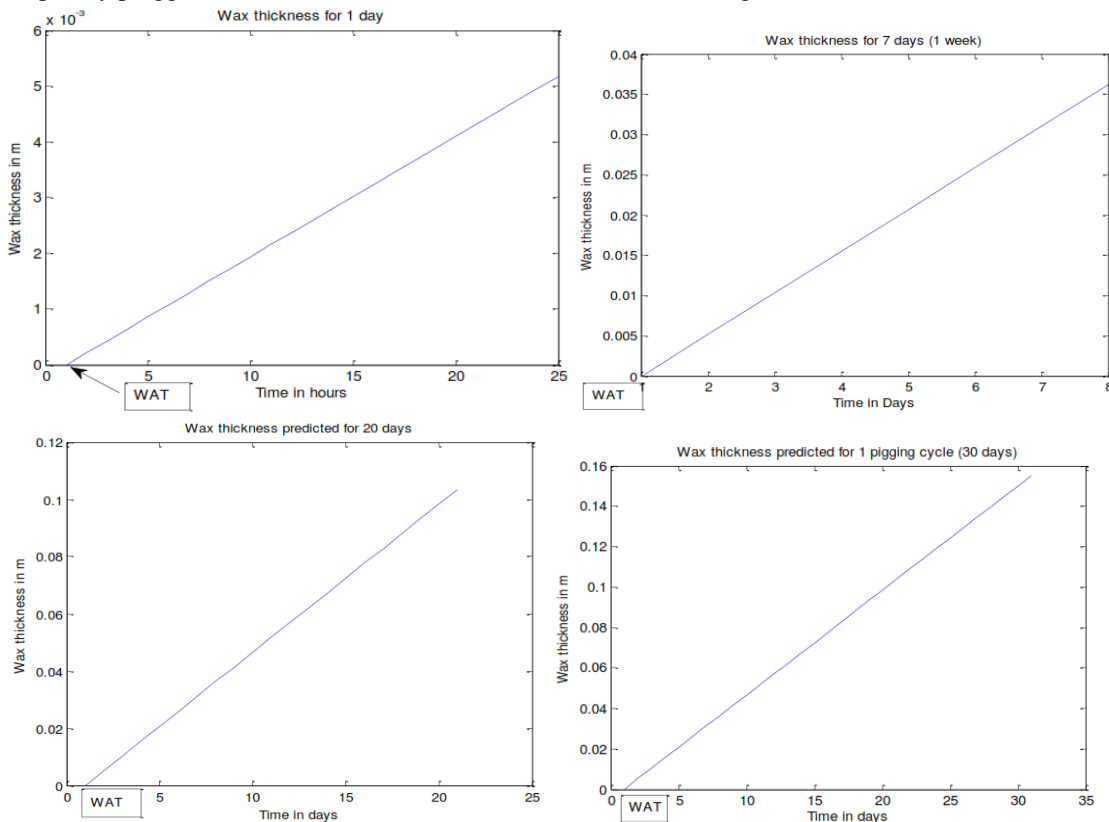 Wax thickness for 1 day
x 10⁻³
6
5
4
3
2
1
0
Wax thickness in m
0 5 10 15 20 25
WAT
Time in hours
Wax thickness for 7 days (1 week)
0.04
0.035
0.03
0.025
0.02
0.015
0.01
0.005
0
Wax thickness in m
1 2 3 4 5 6 7 8
WAT
Time in Days
Wax thickness predicted for 20 days
0.12
0.1
0.08
0.06
0.04
0.02
0
Wax thickness in m
0 5 10 15 20 25
WAT
Time in days
Wax thickness predicted for 1 pigging cycle (30 days)
0.16
0.14
0.12
0.1
0.08
0.06
0.04
0.02
0
Wax thickness in m
0 5 10 15 20 25 30 35
WAT
Time in days